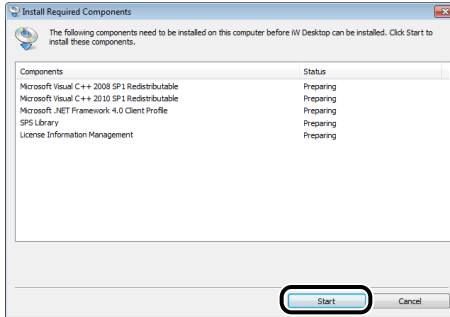 Install Required Components
The following components need to be installed on this computer before iW Desktop can be installed. Click Start to
install these components.
Components Status
Microsoft Visual C++ 2008 SP1 Redistributable Preparing
Microsoft Visual C++ 2010 SP1 Redistributable Preparing
Microsoft .NET Framework 4.0 Client Profile Preparing
SPS Library Preparing
License Information Management Preparing
Start Cancel